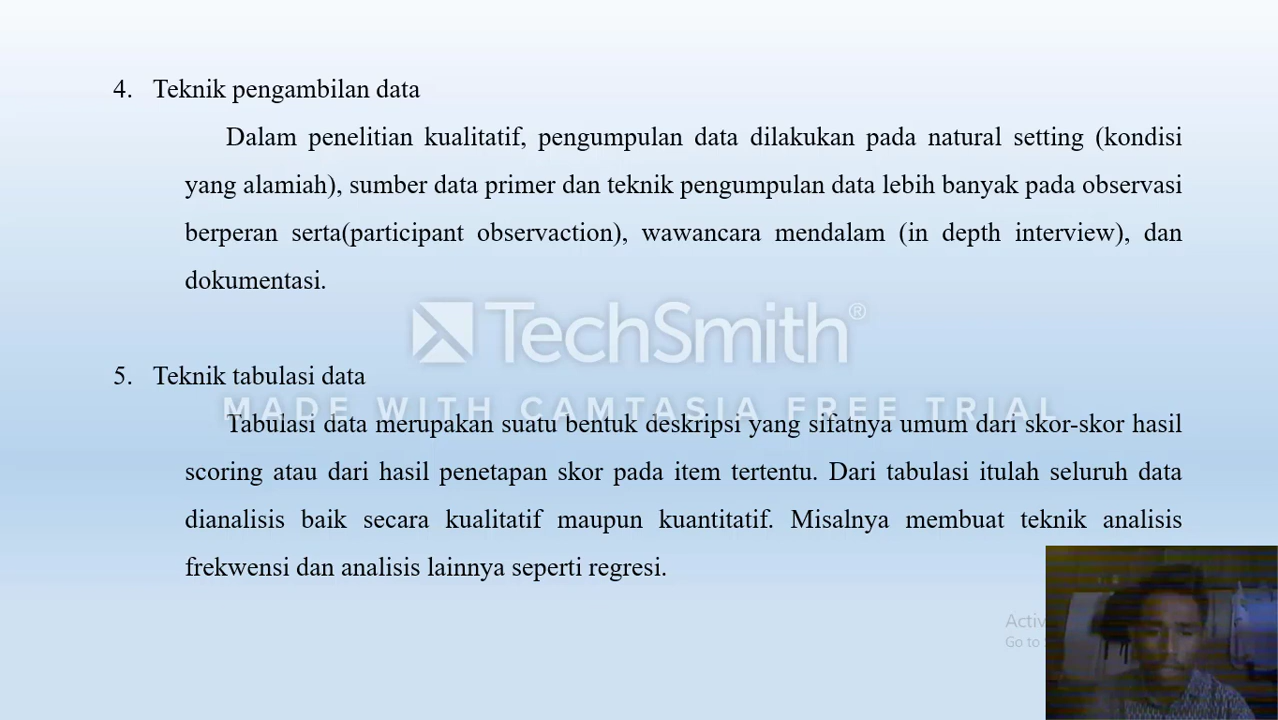 4. Teknik pengambilan data
Dalam penelitian kualitatif, pengumpulan data dilakukan pada natural setting (kondisi
yang alamiah), sumber data primer dan teknik pengumpulan data lebih banyak pada observasi
berperan serta(participant observaction), wawancara mendalam (in depth interview), dan
dokumentasi.
TechSmith®
5. Teknik tabulasi data
MADE WITH CAMTASIA FREE TRIAL
Tabulasi data merupakan suatu bentuk deskripsi yang sifatnya umum dari skor-skor hasil
scoring atau dari hasil penetapan skor pada item tertentu. Dari tabulasi itulah seluruh data
dianalisis baik secara kualitatif maupun kuantitatif. Misalnya membuat teknik analisis
frekwensi dan analisis lainnya seperti regresi.
Go to